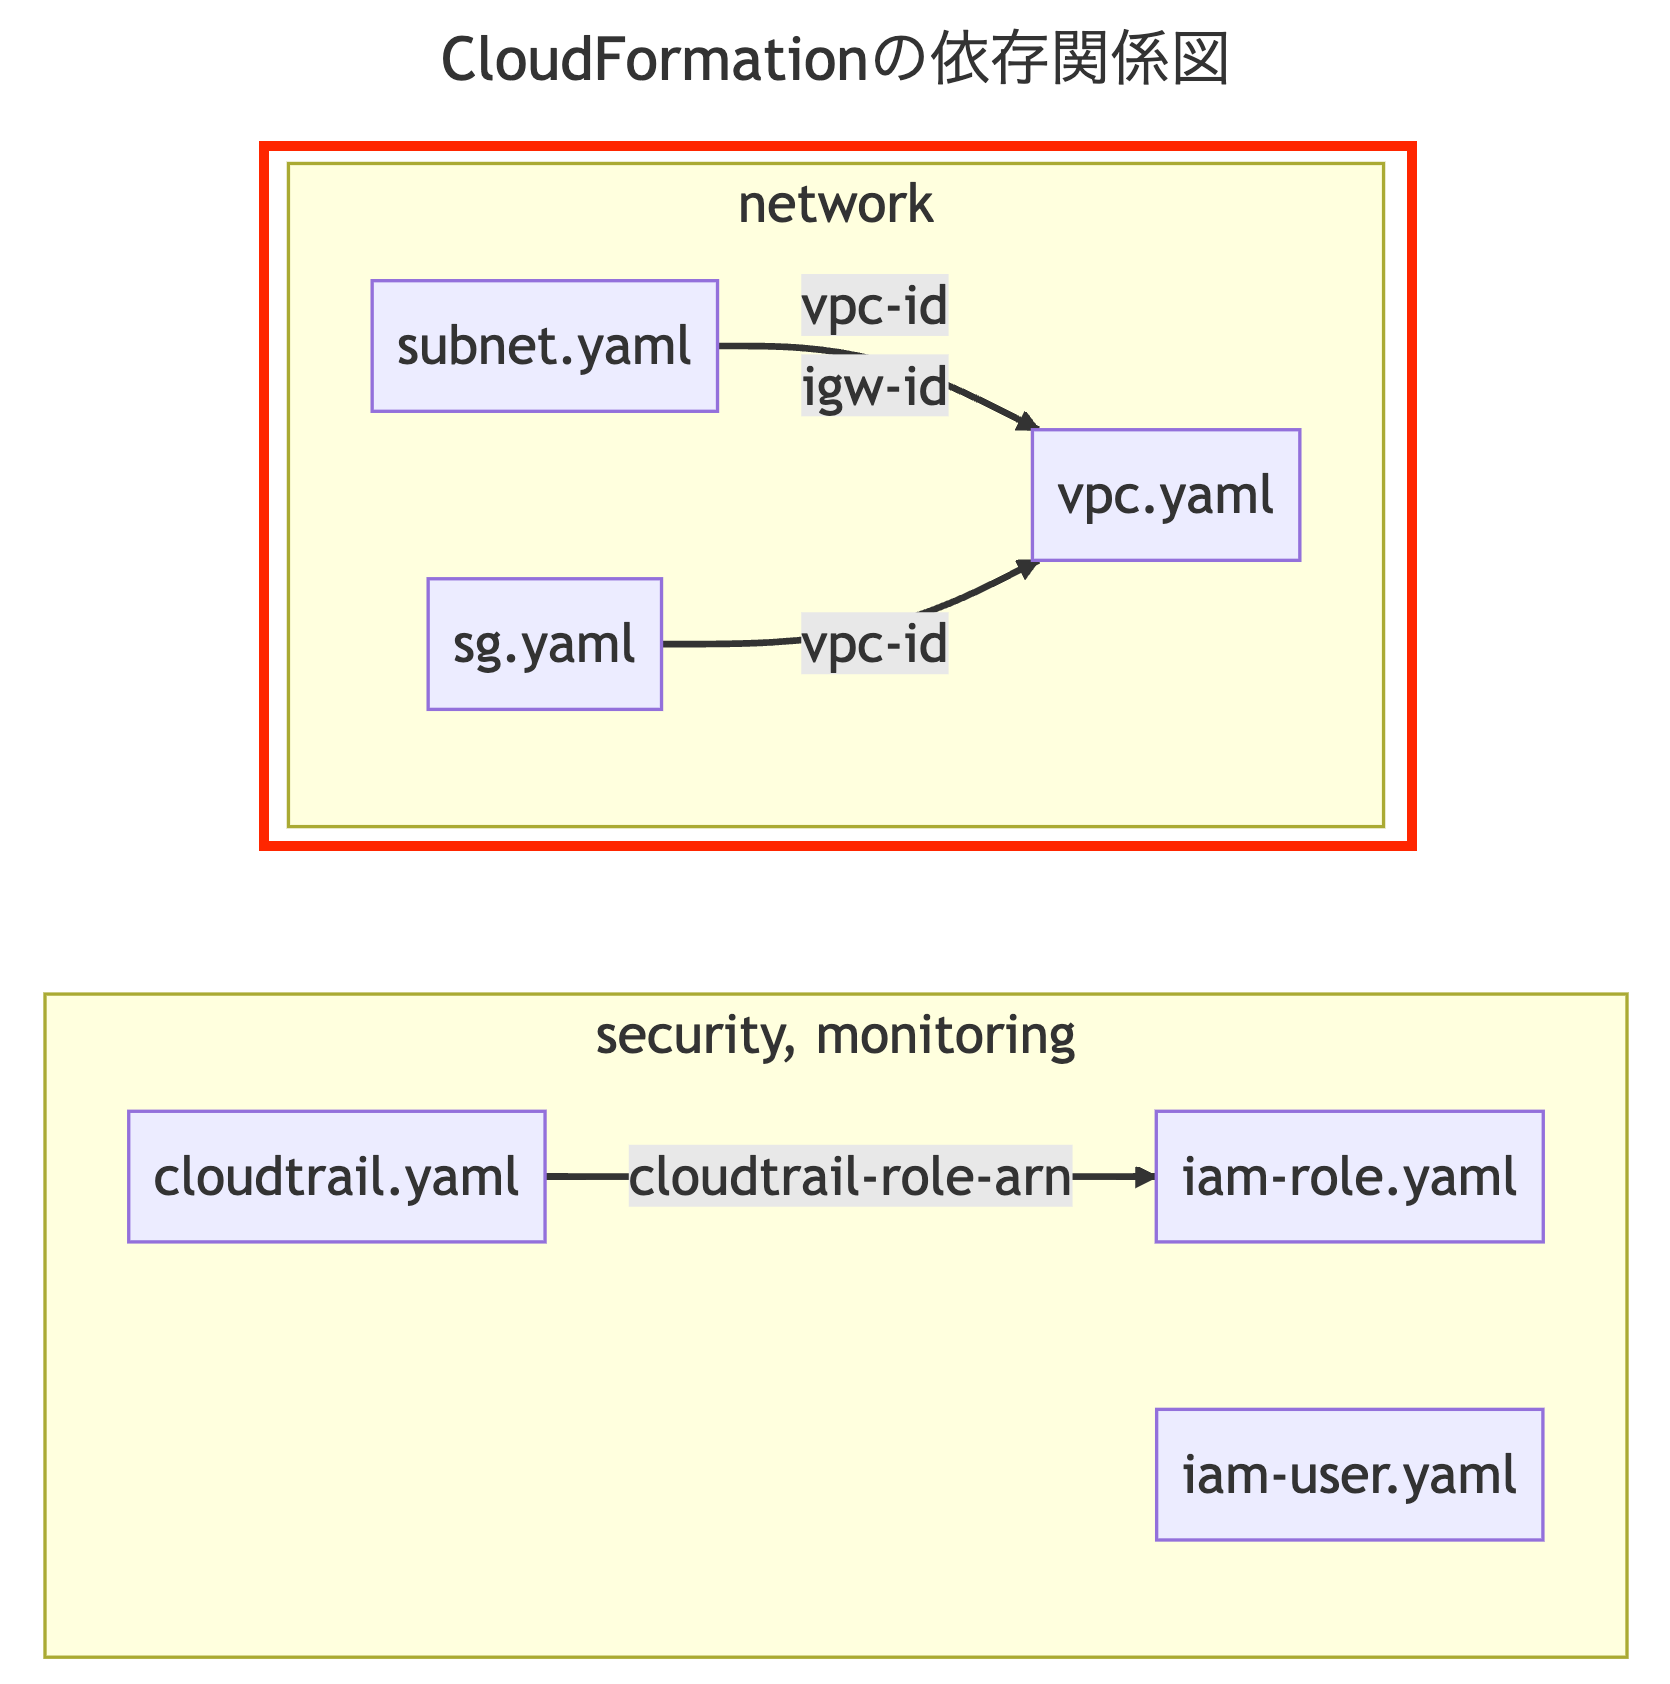 CloudFormationの依存関係図
network
subnet.yaml
vpc-id
igw-id
vpc.yaml
sg.yaml
vpc-id
security, monitoring
cloudtrail.yaml
cloudtrail-role-arn
iam-role.yaml
iam-user.yaml